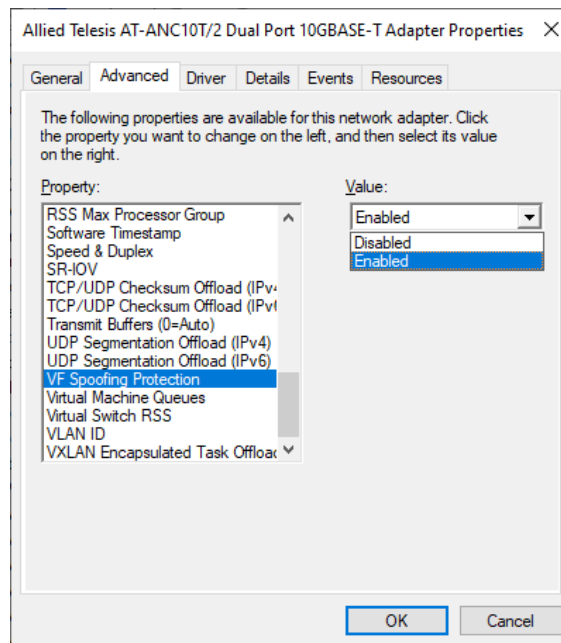 Allied Telesis AT-ANC10T/2 Dual Port 10GBASE-T Adapter Properties
General Advanced Driver Details Events Resources
The following properties are available for this network adapter. Click
the property you want to change on the left, and then select its value
on the right.
Property:
Value:
RSS Max Processor Group
Software Timestamp
Speed & Duplex
SR-IOV
TCP/UDP Checksum Offload (IPv4
TCP/UDP Checksum Offload (IPv6
Transmit Buffers (0=Auto)
UDP Segmentation Offload (IPv4)
UDP Segmentation Offload (IPv6)
VF Spoofing Protection
Virtual Machine Queues
Virtual Switch RSS
VLAN ID
VXLAN Encapsulated Task Offload
Enabled
Disabled
Enabled
OK
Cancel